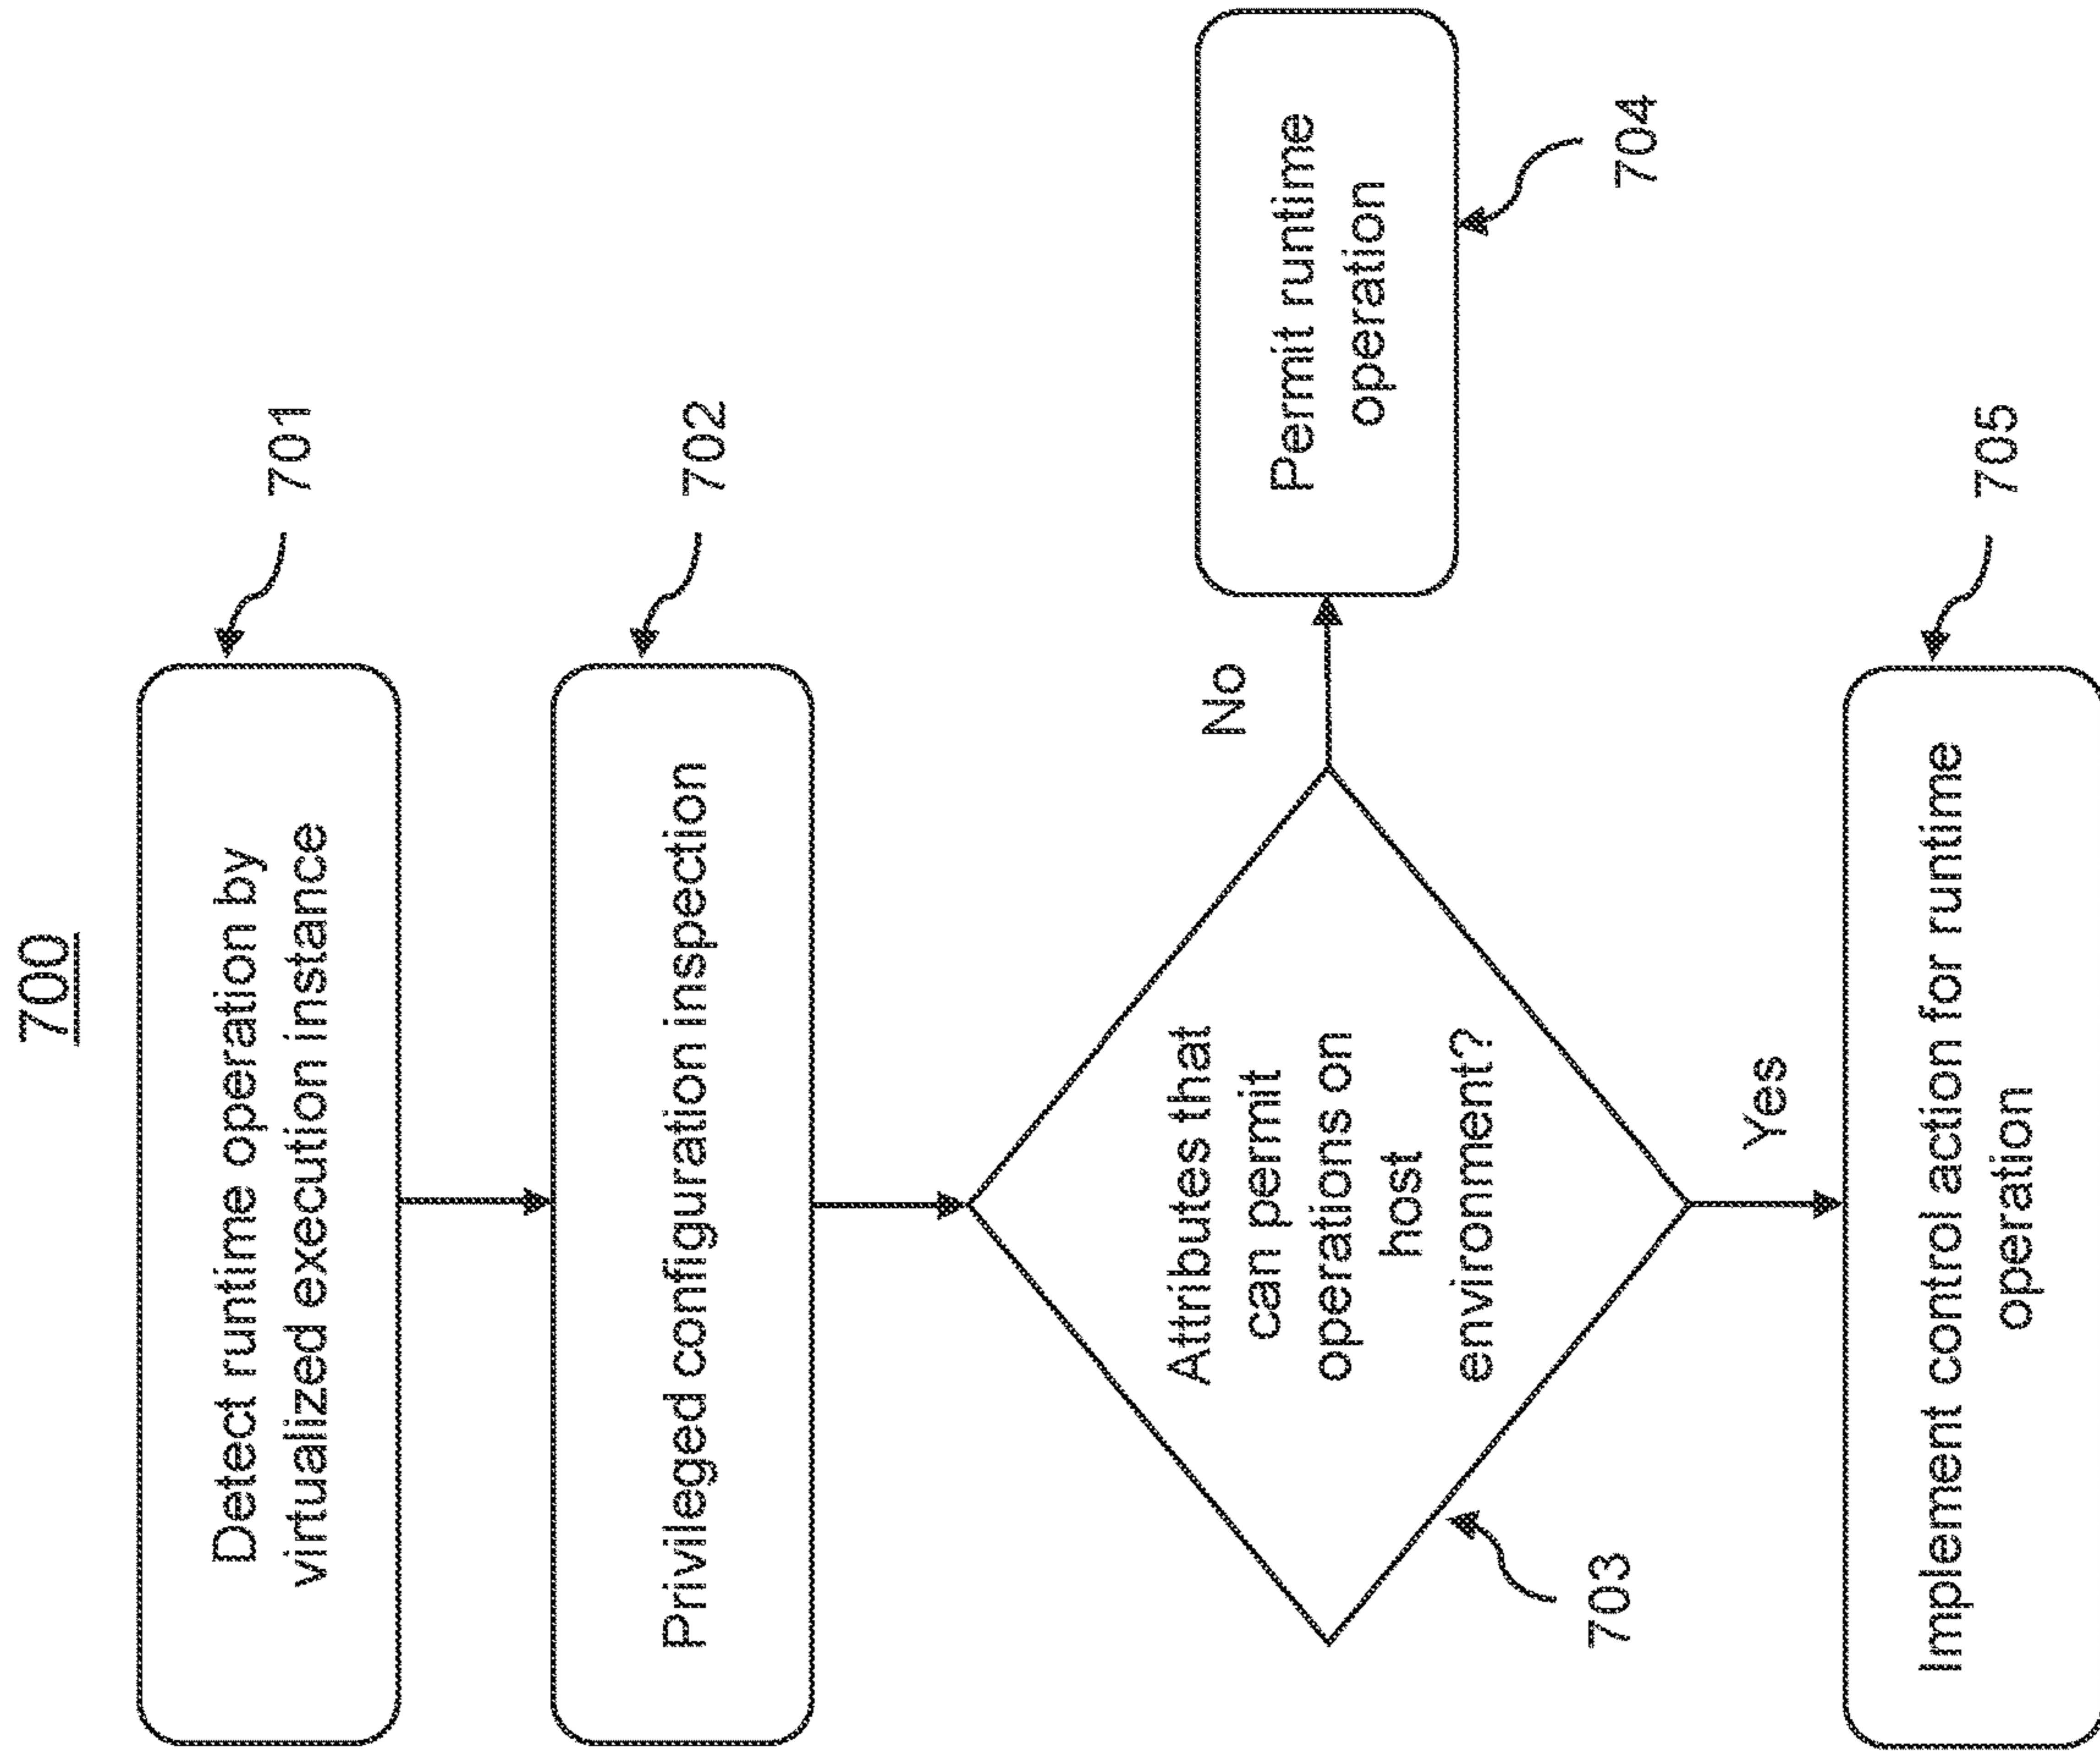 700
Detect runtime operation by
virtualized execution instance
701
Privileged configuration inspection
702
Attributes that
can permit
operations on
host
environment?
703
No
Permit runtime
operation
704
Yes
Implement control action for runtime
operation
705